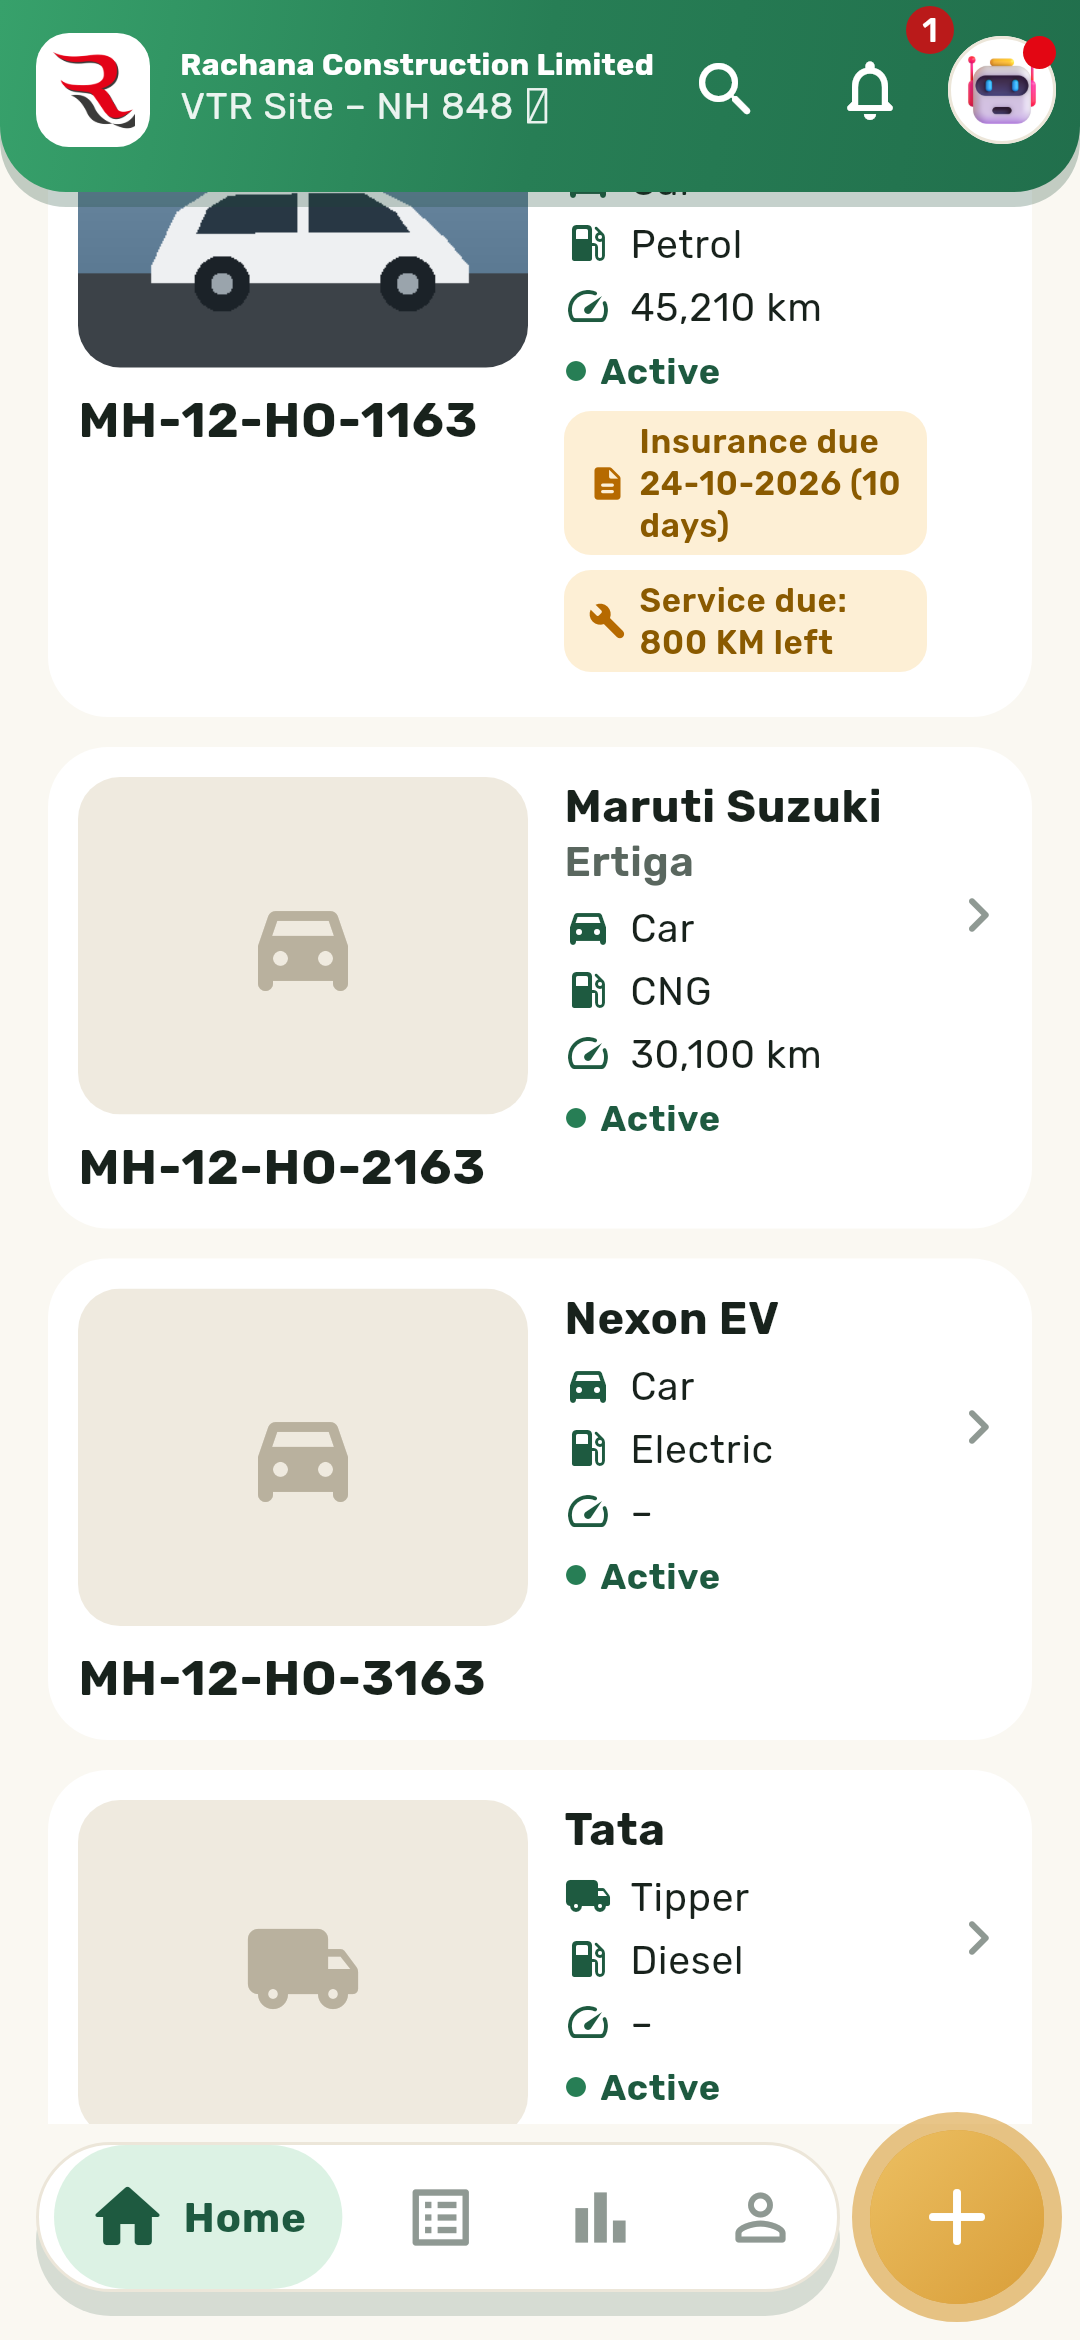 Rachana Construction Limited
VTR Site – NH 848
1
Petrol
45,210 km
Active
MH-12-HO-1163
Insurance due
24-10-2026 (10
days)
Service due:
800 KM left
Maruti Suzuki
Ertiga
Car
CNG
30,100 km
Active
MH-12-HO-2163
Nexon EV
Car
Electric
–
Active
MH-12-HO-3163
Tata
Tipper
Diesel
–
Active
Home